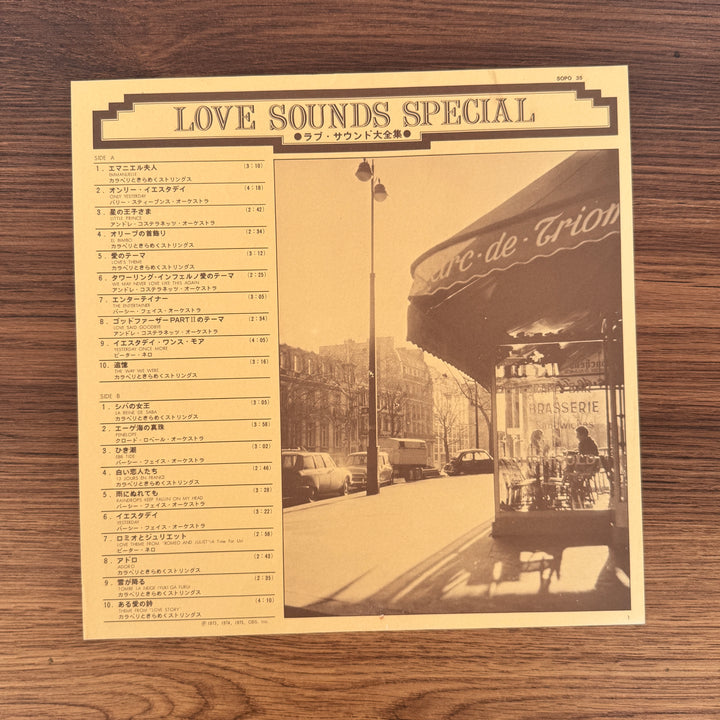 SOPO 35
LOVE SOUNDS SPECIAL
●ラブ・サウンド大全集●
SIDE A
1. エマニエル夫人 (3:10)
EMMANUELLE
カラベリときらめくストリングス
2. オンリー・イエスタデイ (4:18)
ONLY YESTERDAY
バリー・スティーブンス・オーケストラ
3. 星の王子さま (2:42)
LITTLE PRINCE
アンドレ・コステラネッツ・オーケストラ
4. オリーブの首飾り (2:34)
EL BIMBO
カラベリときらめくストリングス
5. 愛のテーマ (3:12)
LOVE'S THEME
カラベリときらめくストリングス
6. タワーリング・インフェルノ愛のテーマ (2:25)
WE MAY NEVER LOVE LIKE THIS AGAIN
アンドレ・コステラネッツ・オーケストラ
7. エンターテイナー (3:05)
THE ENTERTAINER
パーシー・フェイス・オーケストラ
8. ゴッドファーザーPARTⅡのテーマ (2:34)
LOVE SAID GOODBYE
アンドレ・コステラネッツ・オーケストラ
9. イエスタデイ・ワンス・モア (4:05)
YESTERDAY ONCE MORE
ピーター・ネロ
10. 追憶 (3:16)
THE WAY WE WERE
カラベリときらめくストリングス
SIDE B
1. シバの女王 (3:05)
LA REINE DE SABA
カラベリときらめくストリングス
2. エーゲ海の真珠 (3:58)
PENELOPE
クロード・ロベール・オーケストラ
3. ひき潮 (3:02)
EBB TIDE
パーシー・フェイス・オーケストラ
4. 白い恋人たち (2:46)
13 JOURS EN FRANCE
カラベリときらめくストリングス
5. 雨にぬれても (3:28)
RAINDROPS KEEP FALLIN' ON MY HEAD
パーシー・フェイス・オーケストラ
6. イエスタデイ (3:22)
YESTERDAY
パーシー・フェイス・オーケストラ
7. ロミオとジュリエット (2:56)
LOVE THEME FROM "ROMEO AND JULIET"(A Time for Us)
ピーター・ネロ
8. アドロ (2:43)
ADORO
カラベリときらめくストリングス
9. 雪が降る (2:35)
TOMBE LA NEIGE (YUKI GA FURU)
カラベリときらめくストリングス
10. ある愛の詩 (4:10)
THEME FROM "LOVE STORY"
カラベリときらめくストリングス
Ⓟ 1973, 1974, 1975, CBS. Inc.
arc·de·Triom
BRASSERIE